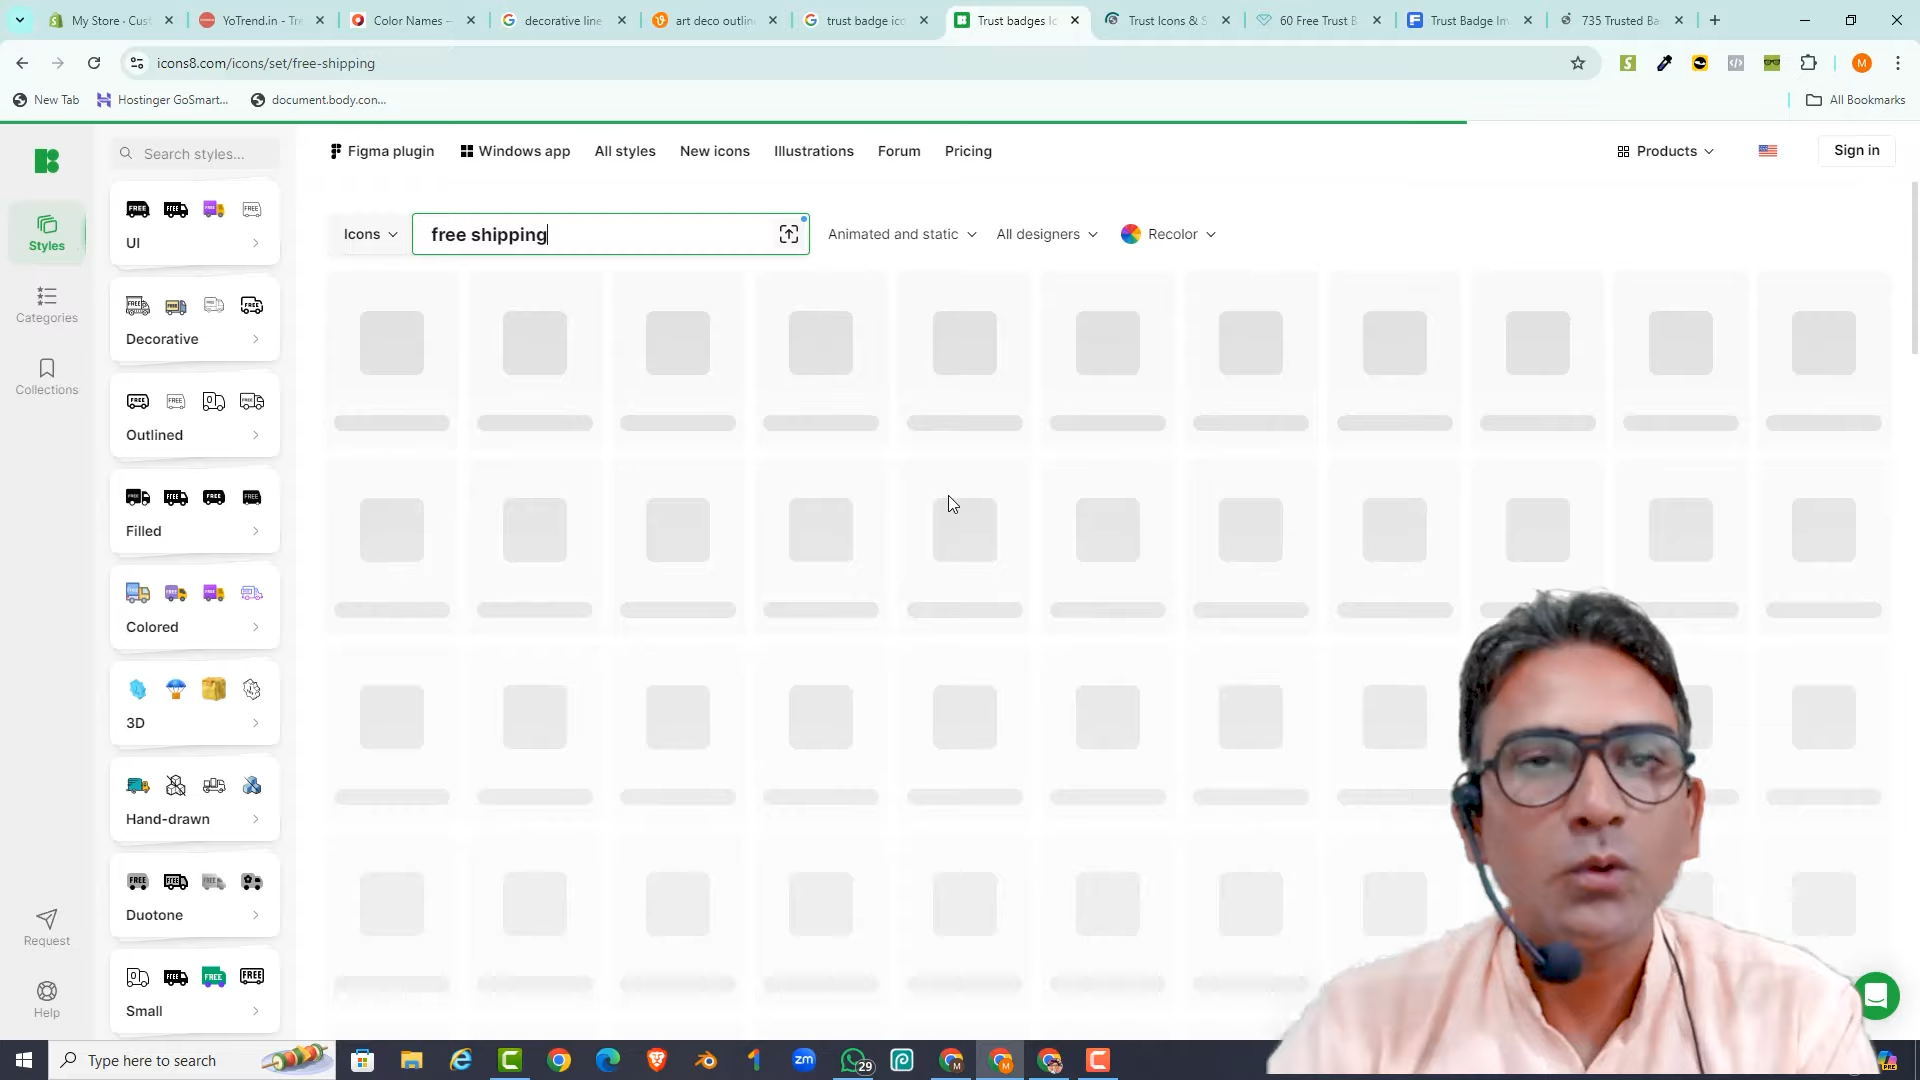 My Store · Cust
YoTrend.in - Tre
Color Names —
decorative line
art deco outlin
trust badge ico
Trust badges Ic
Trust Icons & S
60 Free Trust B
Trust Badge Im
735 Trusted Ba
icons8.com/icons/set/free-shipping
M
New Tab
Hostinger GoSmart...
document.body.con...
All Bookmarks
Search styles...
Figma plugin
Windows app
All styles
New icons
Illustrations
Forum
Pricing
Products
Sign in
Styles
Categories
Collections
Request
Help
Icons
free shipping
Animated and static
All designers
Recolor
UI
Decorative
Outlined
Filled
Colored
3D
Hand-drawn
Duotone
Small
Type here to search
zm
29